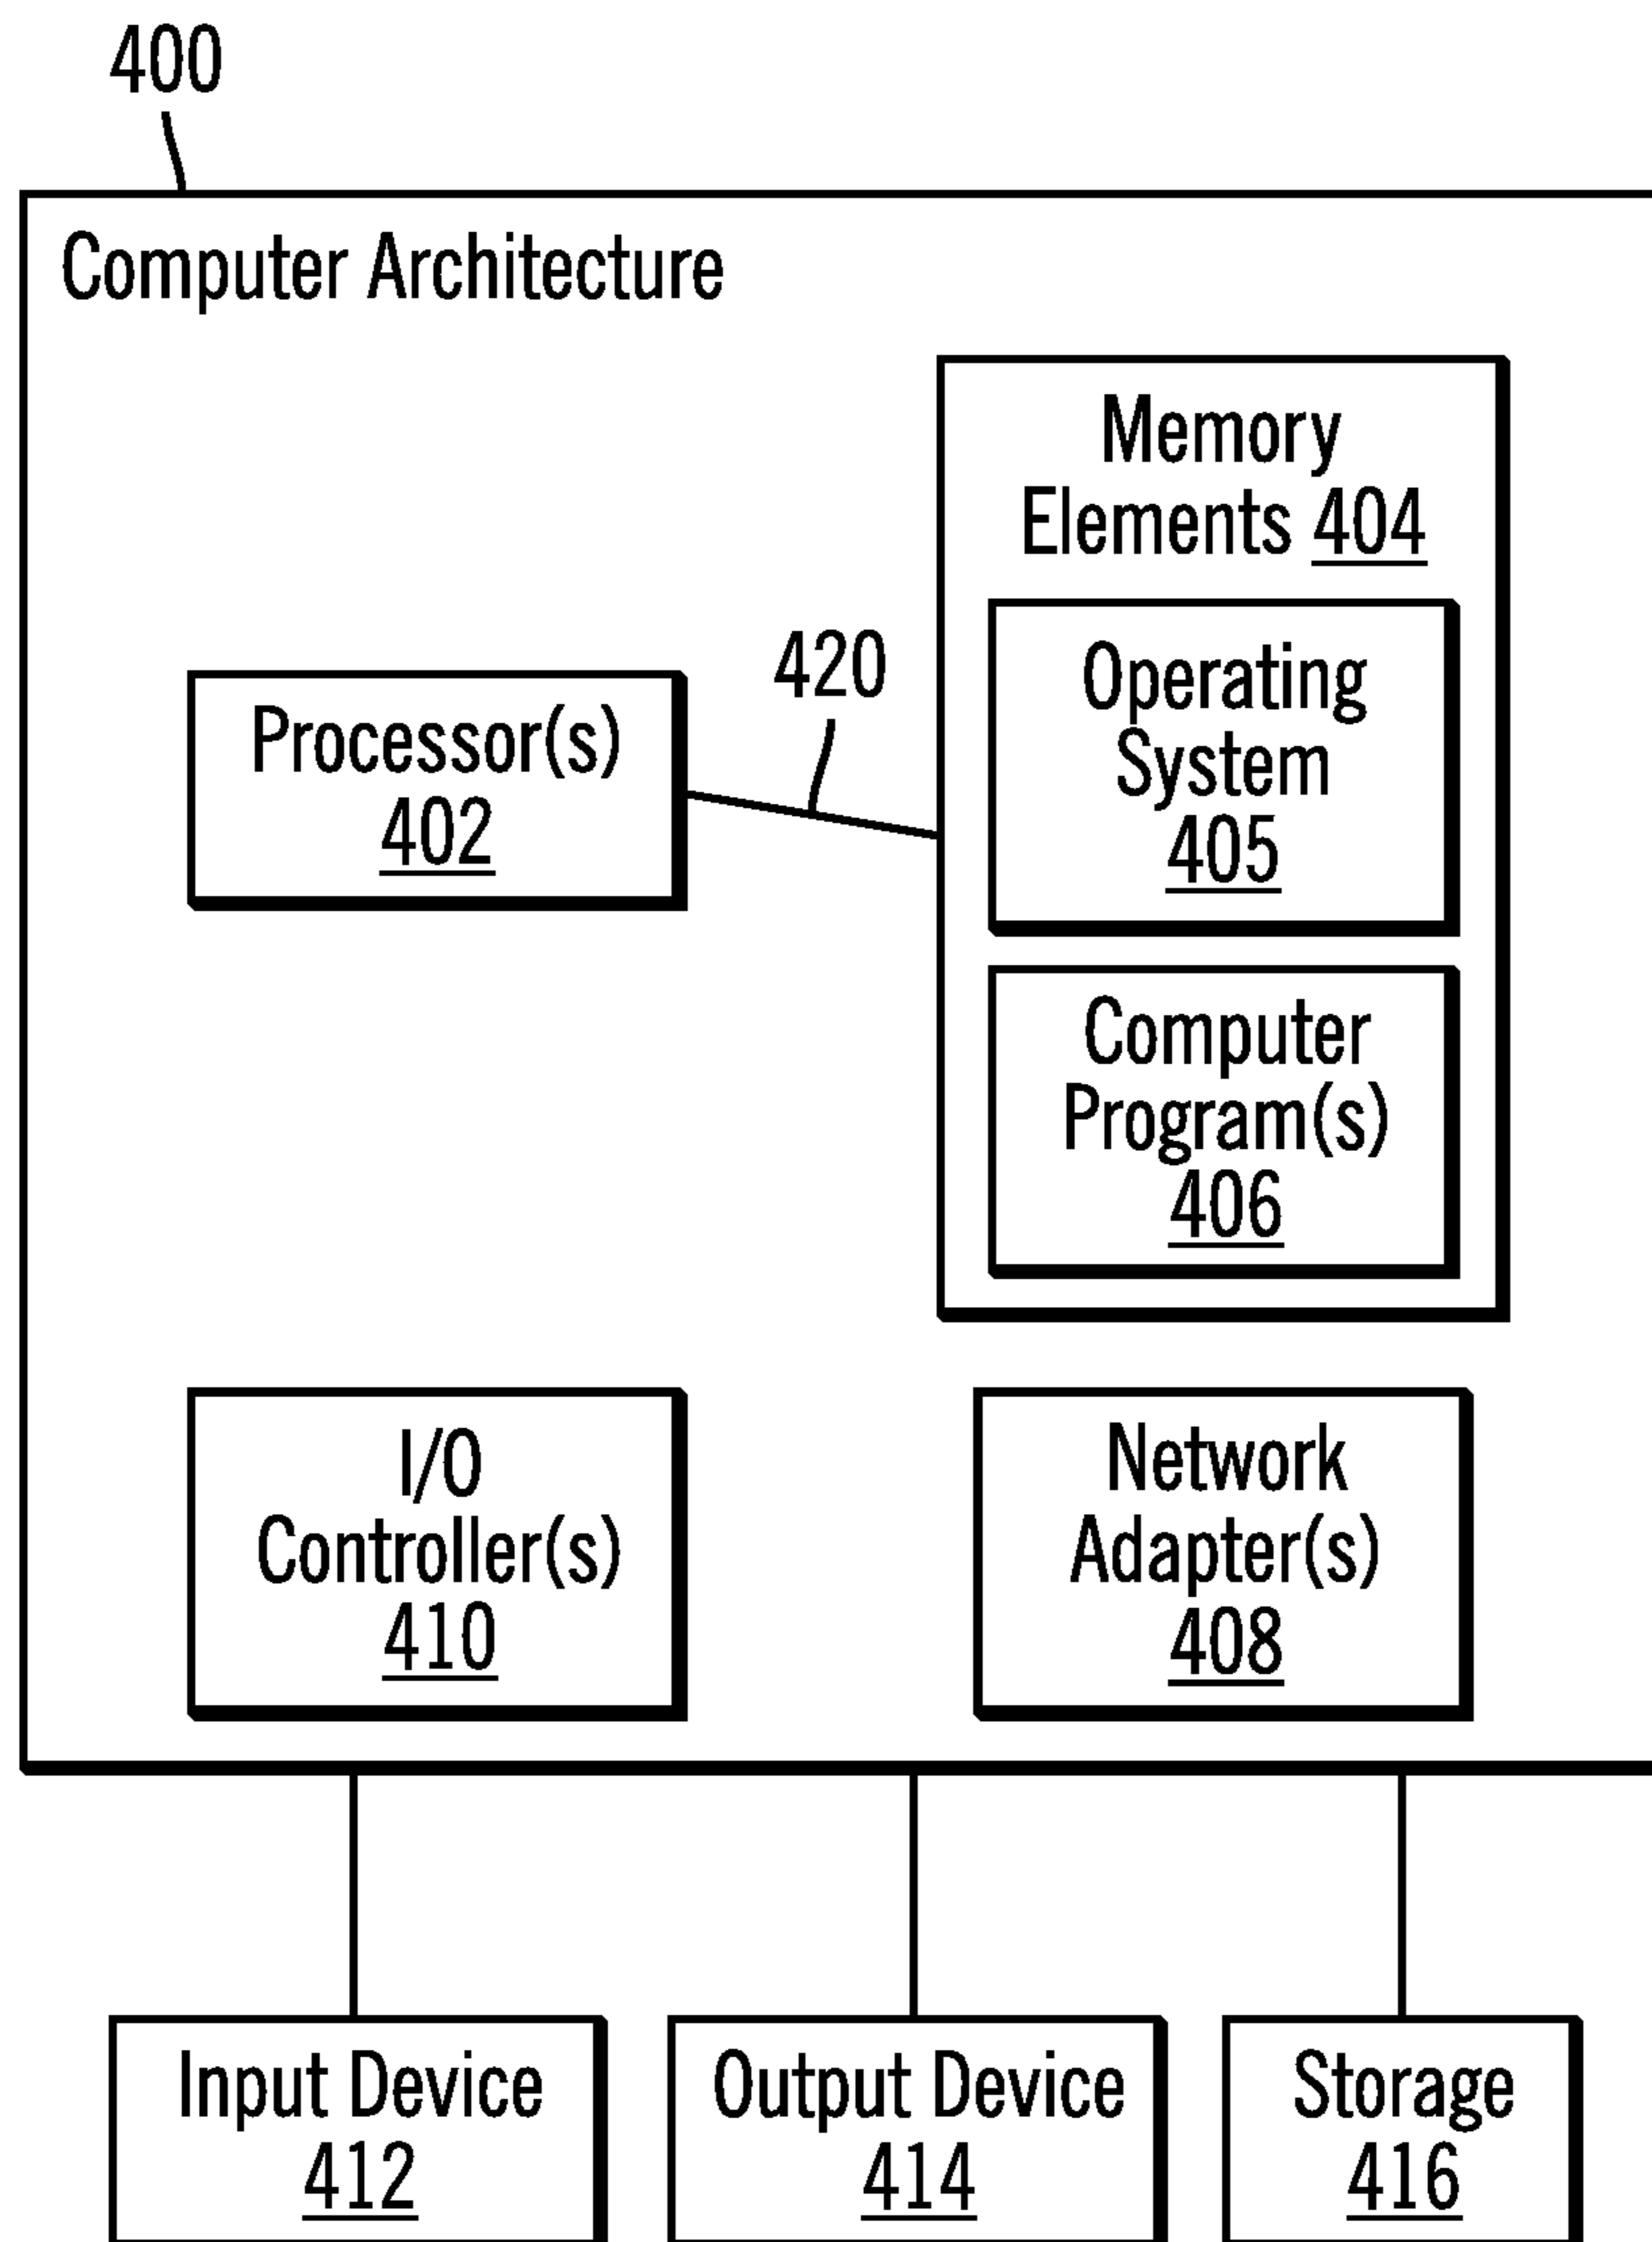 400
Computer Architecture
Memory
Elements 404
420
Operating
System
405
Processor(s)
402
Computer
Program(s)
406
I/O
Controller(s)
410
Network
Adapter(s)
408
Input Device
412
Output Device
414
Storage
416